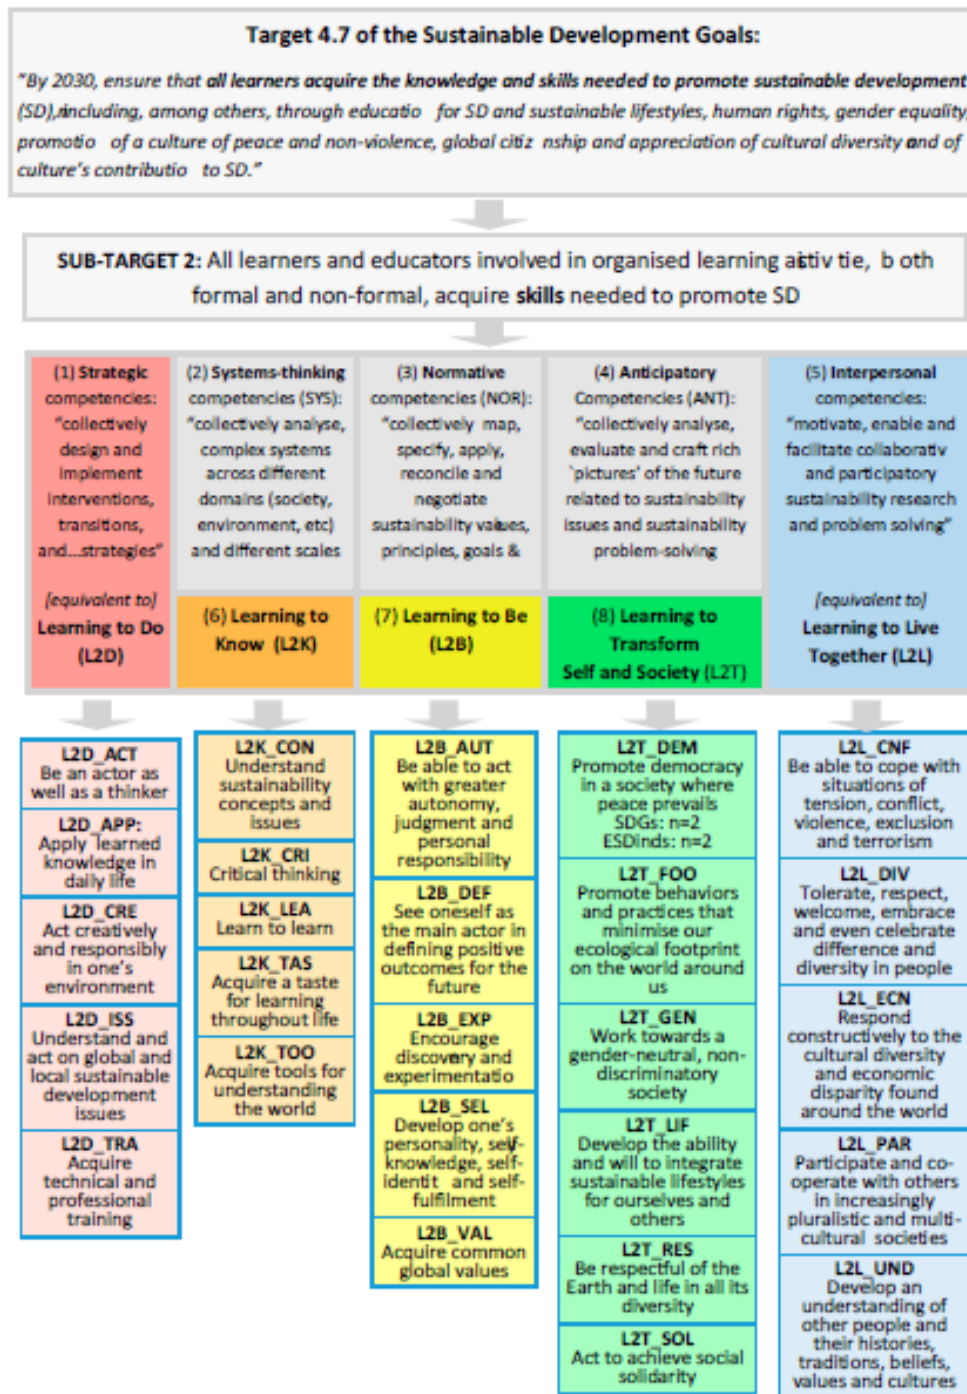 Target 4.7 of the Sustainable Development Goals:
"By 2030, ensure that all learners acquire the knowledge and skills needed to promote sustainable development
(SD), including, among others, through educatio for SD and sustainable lifestyles, human rights, gender equality,
promotio of a culture of peace and non-violence, global citiz nship and appreciation of cultural diversity and of
culture's contributio to SD."
SUB-TARGET 2: All learners and educators involved in organised learning aistiv tie, b oth
formal and non-formal, acquire skills needed to promote SD
(1) Strategic
competencies:
"collectively
design and
implement
interventions,
transitions,
and...strategies"
[equivalent to]
Learning to Do
(L2D)
(2) Systems-thinking
competencies (SYS):
"collectively analyse,
complex systems
across different
domains (society,
environment, etc)
and different scales
(6) Learning to
Know (L2K)
(3) Normative
competencies (NOR):
"collectively map,
specify, apply,
reconcile and
negotiate
sustainability values,
principles, goals &
(7) Learning to Be
(L2B)
(4) Anticipatory
Competencies (ANT):
"collectively analyse,
evaluate and craft rich
'pictures' of the future
related to sustainability
issues and sustainability
problem-solving
(8) Learning to
Transform
Self and Society (L2T)
(5) Interpersonal
competencies:
"motivate, enable and
facilitate collaborativ
and participatory
sustainability research
and problem solving"
[equivalent to]
Learning to Live
Together (L2L)
L2D_ACT
Be an actor as
well as a thinker
L2D_APP:
Apply learned
knowledge in
daily life
L2D_CRE
Act creatively
and responsibly
in one's
environment
L2D_ISS
Understand and
act on global and
local sustainable
development
issues
L2D_TRA
Acquire
technical and
professional
training
L2K_CON
Understand
sustainability
concepts and
issues
L2K_CRI
Critical thinking
L2K_LEA
Learn to learn
L2K_TAS
Acquire a taste
for learning
throughout life
L2K_TOO
Acquire tools for
understanding
the world
L2B_AUT
Be able to act
with greater
autonomy,
judgment and
personal
responsibility
L2B_DEF
See oneself as
the main actor in
defining positive
outcomes for the
future
L2B_EXP
Encourage
discovery and
experimentatio
L2B_SEL
Develop one's
personality, self-
knowledge, self-
identit and self-
fulfilment
L2B_VAL
Acquire common
global values
L2T_DEM
Promote democracy
in a society where
peace prevails
SDGs: n=2
ESDinds: n=2
L2T_FOO
Promote behaviors
and practices that
minimise our
ecological footprint
on the world around
us
L2T_GEN
Work towards a
gender-neutral, non-
discriminatory
society
L2T_LIF
Develop the ability
and will to integrate
sustainable lifestyles
for ourselves and
others
L2T_RES
Be respectful of the
Earth and life in all its
diversity
L2T_SOL
Act to achieve social
solidarity
L2L_CNF
Be able to cope with
situations of
tension, conflict,
violence, exclusion
and terrorism
L2L_DIV
Tolerate, respect,
welcome, embrace
and even celebrate
difference and
diversity in people
L2L_ECN
Respond
constructively to the
cultural diversity
and economic
disparity found
around the world
L2L_PAR
Participate and co-
operate with others
in increasingly
pluralistic and multi-
cultural societies
L2L_UND
Develop an
understanding of
other people and
their histories,
traditions, beliefs,
values and cultures